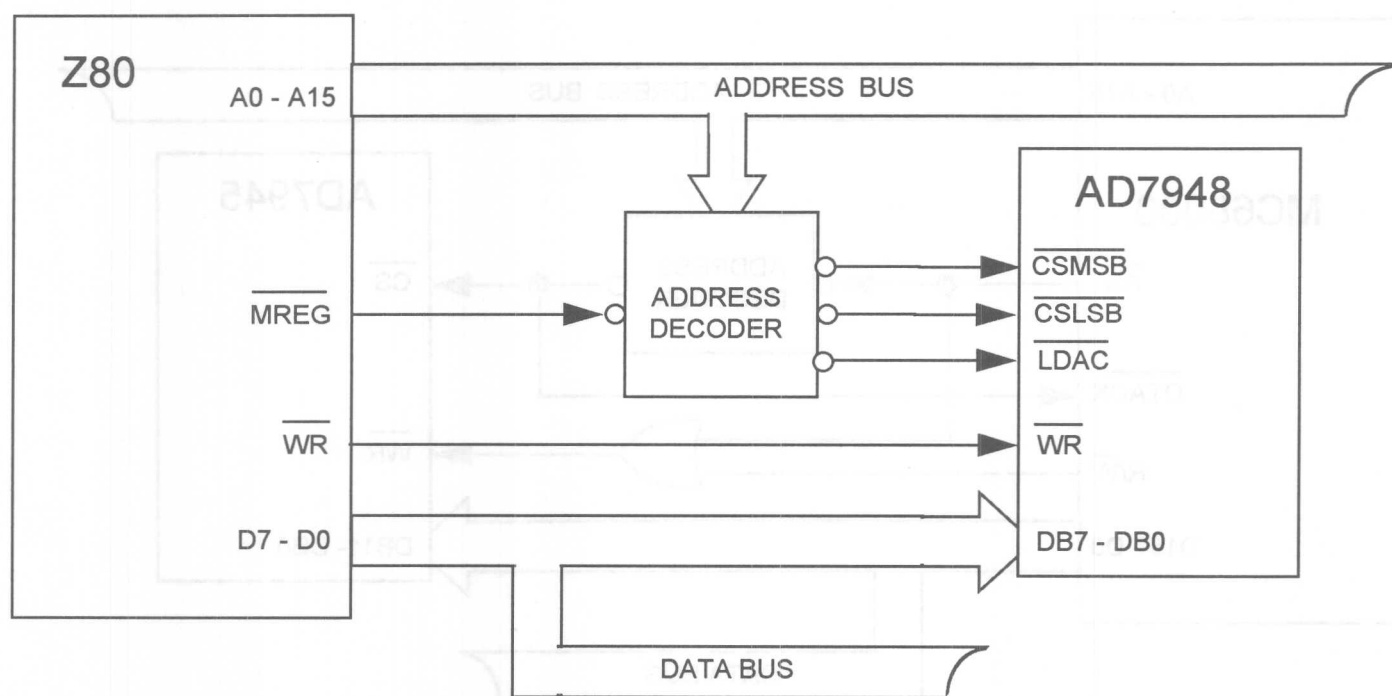 Z80
A0 - A15
ADDRESS BUS
AD7948
CSMSB
ADDRESS
DECODER
MREG
CSLSB
LDAC
WR
WR
D7 - D0
DB7 - DB0
DATA BUS